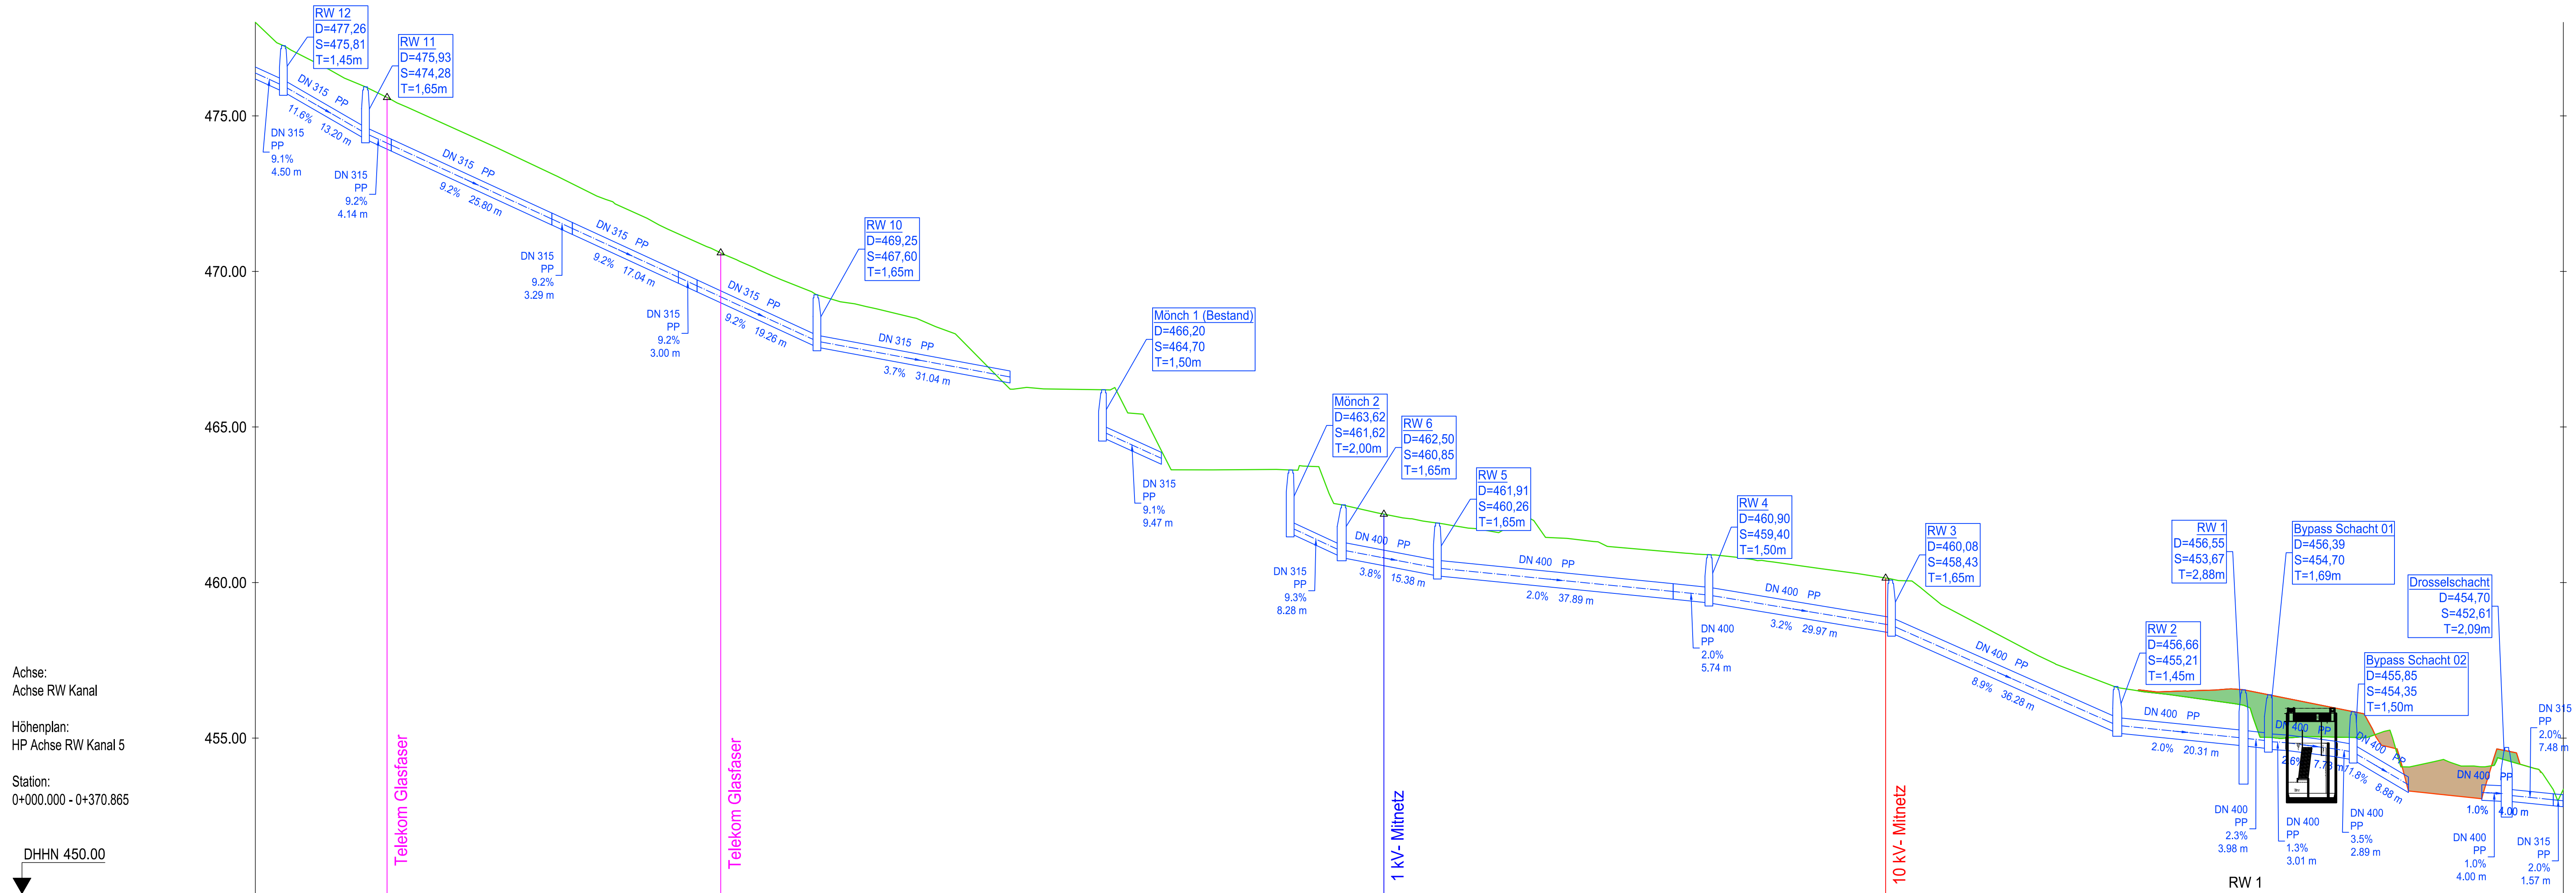 RW 12
D=477,26
S=475,81
T=1,45m
RW 11
D=475,93
S=474,28
T=1,65m
475.00
DN 315 PP
11.6% 13.20 m
DN 315
PP
9.1%
4.50 m
DN 315
PP
9.2%
4.14 m
DN 315 PP
9.2% 25.80 m
DN 315
PP
9.2%
3.29 m
DN 315 PP
9.2% 17.04 m
DN 315
PP
9.2%
3.00 m
DN 315 PP
9.2% 19.26 m
RW 10
D=469,25
S=467,60
T=1,65m
470.00
DN 315 PP
3.7% 31.04 m
Mönch 1 (Bestand)
D=466,20
S=464,70
T=1,50m
DN 315
PP
9.1%
9.47 m
465.00
Mönch 2
D=463,62
S=461,62
T=2,00m
DN 315
PP
9.3%
8.28 m
RW 6
D=462,50
S=460,85
T=1,65m
DN 400 PP
3.8% 15.38 m
RW 5
D=461,91
S=460,26
T=1,65m
DN 400 PP
2.0% 37.89 m
DN 400
PP
2.0%
5.74 m
RW 4
D=460,90
S=459,40
T=1,50m
DN 400 PP
3.2% 29.97 m
RW 3
D=460,08
S=458,43
T=1,65m
460.00
DN 400 PP
8.9% 36.28 m
RW 2
D=456,66
S=455,21
T=1,45m
DN 400 PP
2.0% 20.31 m
RW 1
D=456,55
S=453,67
T=2,88m
DN 400
PP
2.3%
3.98 m
Bypass Schacht 01
D=456,39
S=454,70
T=1,69m
DN 400
PP
1.3%
3.01 m
DN 400 PP
2.6% 7.73 m
Bypass Schacht 02
D=455,85
S=454,35
T=1,50m
DN 400
PP
3.5%
2.89 m
DN 400 PP
11.8% 8.88 m
Drosselschacht
D=454,70
S=452,61
T=2,09m
DN 400 PP
1.0% 4.00 m
DN 400
PP
1.0%
4.00 m
DN 315
PP
2.0%
7.48 m
DN 315
PP
2.0%
1.57 m
455.00
Telekom Glasfaser
Telekom Glasfaser
1 kV- Mitnetz
10 kV- Mitnetz
RW 1
Achse:
Achse RW Kanal
Höhenplan:
HP Achse RW Kanal 5
Station:
0+000.000 - 0+370.865
DHHN 450.00